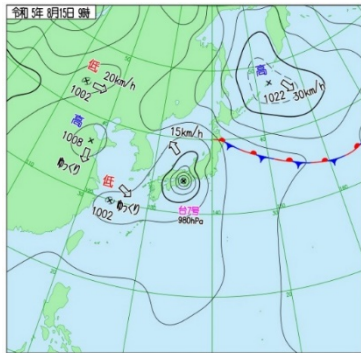 令和 5年 8月15日 9時
低
20km/h
1002
高
1022
30km/h
高
1008
ゆっくり
15km/h
低
ゆっくり
1002
台7号
980hPa